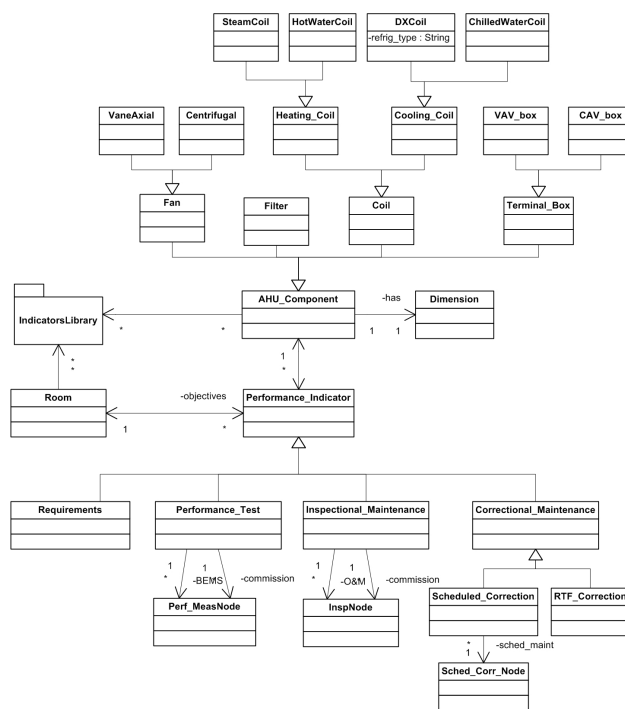 SteamCoil HotWaterCoil DXCoil ChilledWaterCoil
-refrig_type : String
VaneAxial Centrifugal Heating_Coil Cooling_Coil VAV_box CAV_box
Fan Filter Coil Terminal_Box
IndicatorsLibrary AHU_Component -has Dimension
* * 1 1
* 1
* *
Room -objectives Performance_Indicator
1 *
Requirements Performance_Test Inspectional_Maintenance Correctional_Maintenance
1 1 1 1
* -BEMS -commission * -O&M -commission
Perf_MeasNode InspNode Scheduled_Correction RTF_Correction
* -sched_maint
1
Sched_Corr_Node